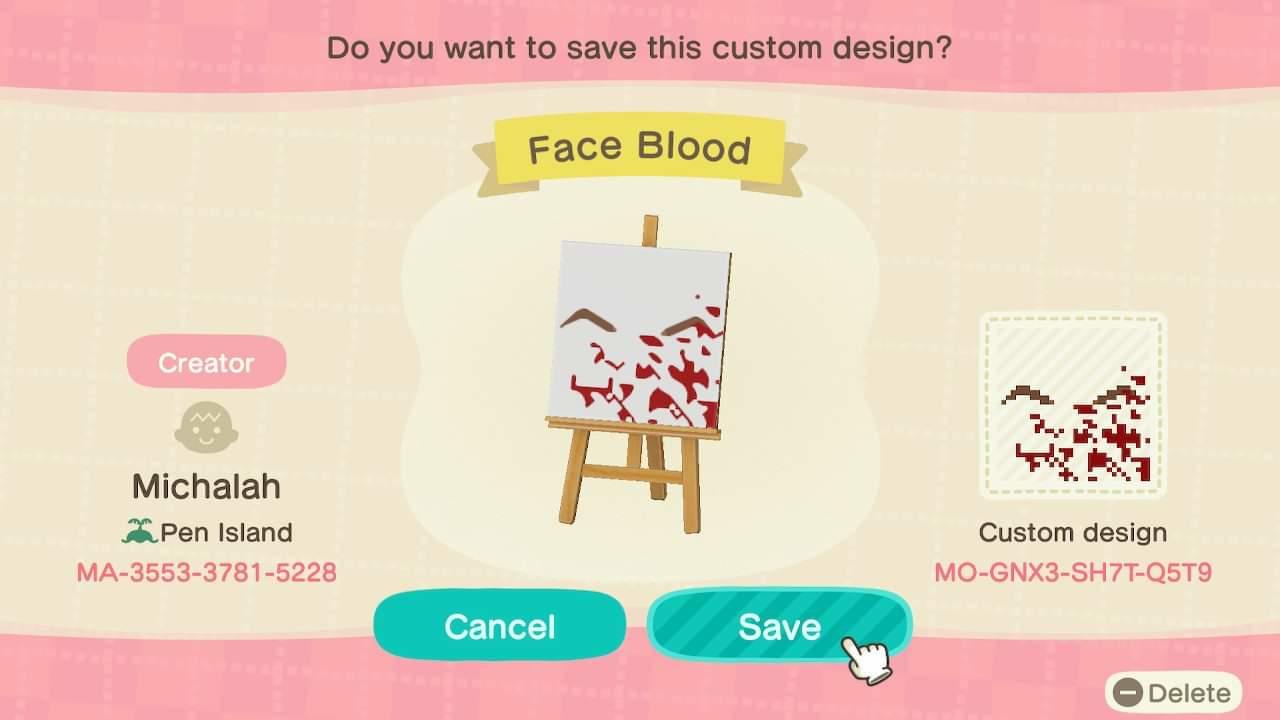 Do you want to save this custom design?
Face Blood
Creator
Michalah
Pen Island
MA-3553-3781-5228
Custom design
MO-GNX3-SH7T-Q5T9
Cancel
Save
Delete